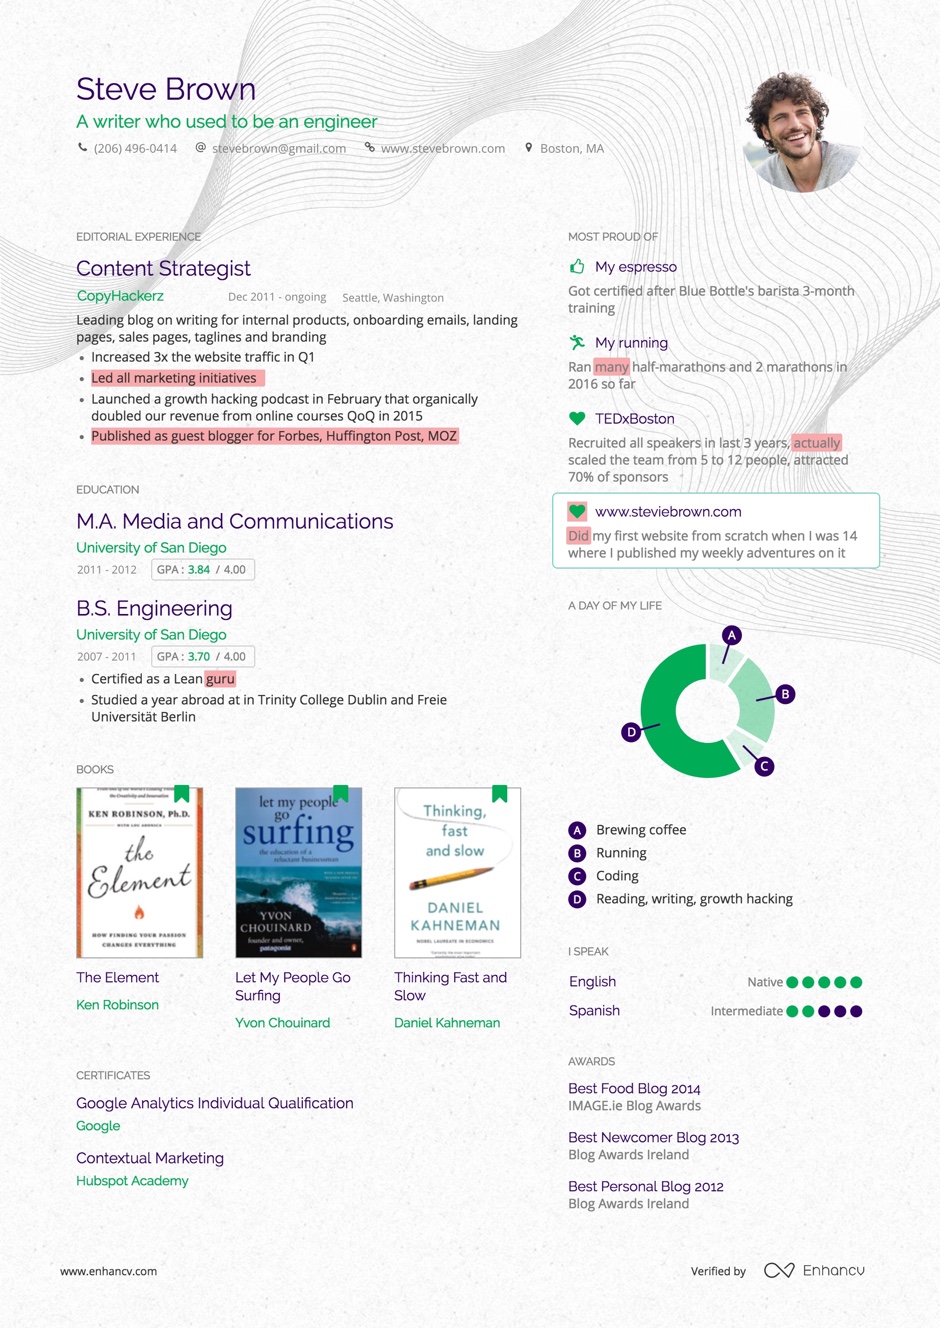 Steve Brown
A writer who used to be an engineer
(206) 496-0414 @ stevebrown@gmail.com www.stevebrown.com Boston, MA
EDITORIAL EXPERIENCE
Content Strategist
CopyHackerz Dec 2011 - ongoing Seattle, Washington
Leading blog on writing for internal products, onboarding emails, landing
pages, sales pages, taglines and branding
• Increased 3x the website traffic in Q1
• Led all marketing initiatives
• Launched a growth hacking podcast in February that organically
doubled our revenue from online courses QoQ in 2015
• Published as guest blogger for Forbes, Huffington Post, MOZ
EDUCATION
M.A. Media and Communications
University of San Diego
2011 - 2012 GPA : 3.84 / 4.00
B.S. Engineering
University of San Diego
2007 - 2011 GPA : 3.70 / 4.00
• Certified as a Lean guru
• Studied a year abroad at in Trinity College Dublin and Freie
Universität Berlin
BOOKS
KEN ROBINSON, Ph.D.
WITH LOU ARONICA
the
Element
HOW FINDING YOUR PASSION
CHANGES EVERYTHING
let my people
go
surfing
the education of a
reluctant businessman
YVON
CHOUINARD
founder and owner,
patagonia
Thinking,
fast
and slow
DANIEL
KAHNEMAN
NOBEL LAUREATE IN ECONOMICS
The Element
Ken Robinson
Let My People Go
Surfing
Yvon Chouinard
Thinking Fast and
Slow
Daniel Kahneman
CERTIFICATES
Google Analytics Individual Qualification
Google
Contextual Marketing
Hubspot Academy
MOST PROUD OF
My espresso
Got certified after Blue Bottle's barista 3-month
training
My running
Ran many half-marathons and 2 marathons in
2016 so far
TEDxBoston
Recruited all speakers in last 3 years, actually
scaled the team from 5 to 12 people, attracted
70% of sponsors
www.steviebrown.com
Did my first website from scratch when I was 14
where I published my weekly adventures on it
A DAY OF MY LIFE
A
B
C
D
A Brewing coffee
B Running
C Coding
D Reading, writing, growth hacking
I SPEAK
English Native
Spanish Intermediate
AWARDS
Best Food Blog 2014
IMAGE.ie Blog Awards
Best Newcomer Blog 2013
Blog Awards Ireland
Best Personal Blog 2012
Blog Awards Ireland
www.enhancv.com
Verified by Enhancv